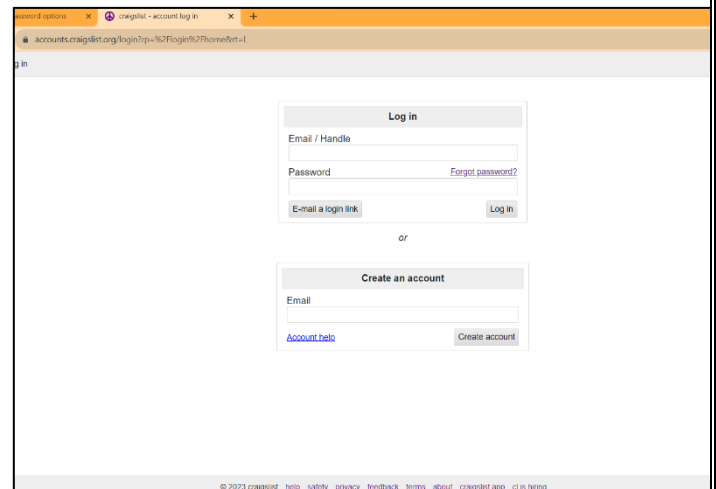 assword options craigslist - account log in
accounts.craigslist.org/login?rp=%2Flogin%2Fhome&rt=L
g in
Log in
Email / Handle
Password Forgot password?
E-mail a login link Log in
or
Create an account
Email
Account help Create account
© 2023 craigslist help safety privacy feedback terms about craigslist app cl is hiring